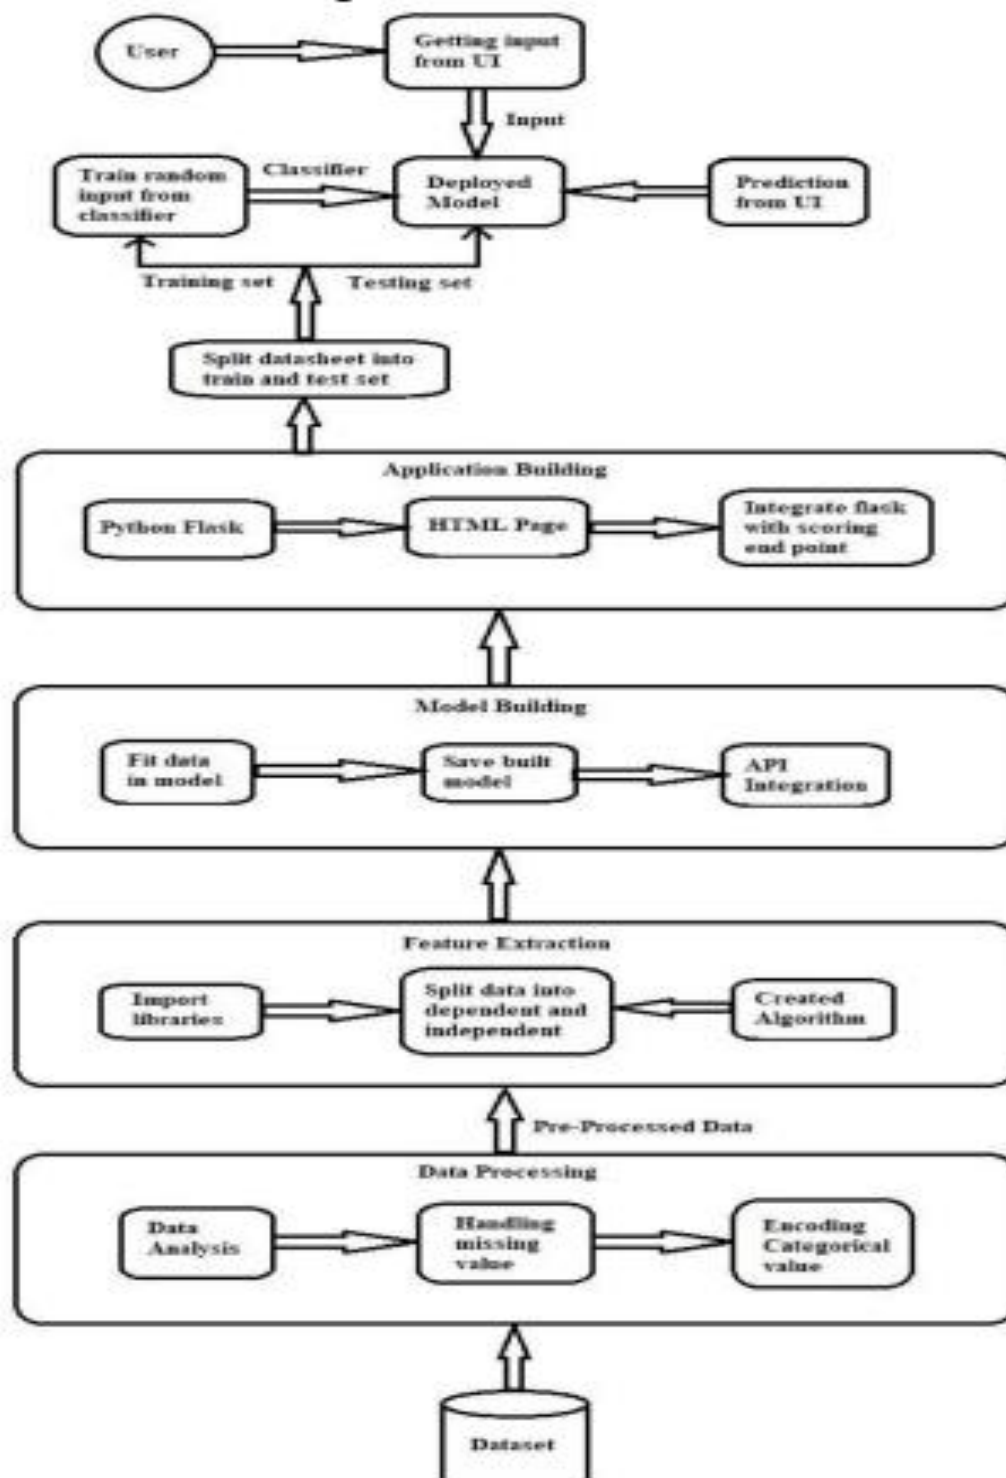 User
Getting input
from UI
Input
Train random
input from
classifier
Classifier
Deployed
Model
Prediction
from UI
Training set
Testing set
Split datasheet into
train and test set
Application Building
Python Flask
HTML Page
Integrate flask
with scoring
end point
Model Building
Fit data
in model
Save built
model
API
Integration
Feature Extraction
Import
libraries
Split data into
dependent and
independent
Created
Algorithm
Pre-Processed Data
Data Processing
Data
Analysis
Handling
missing
value
Encoding
Categorical
value
Dataset